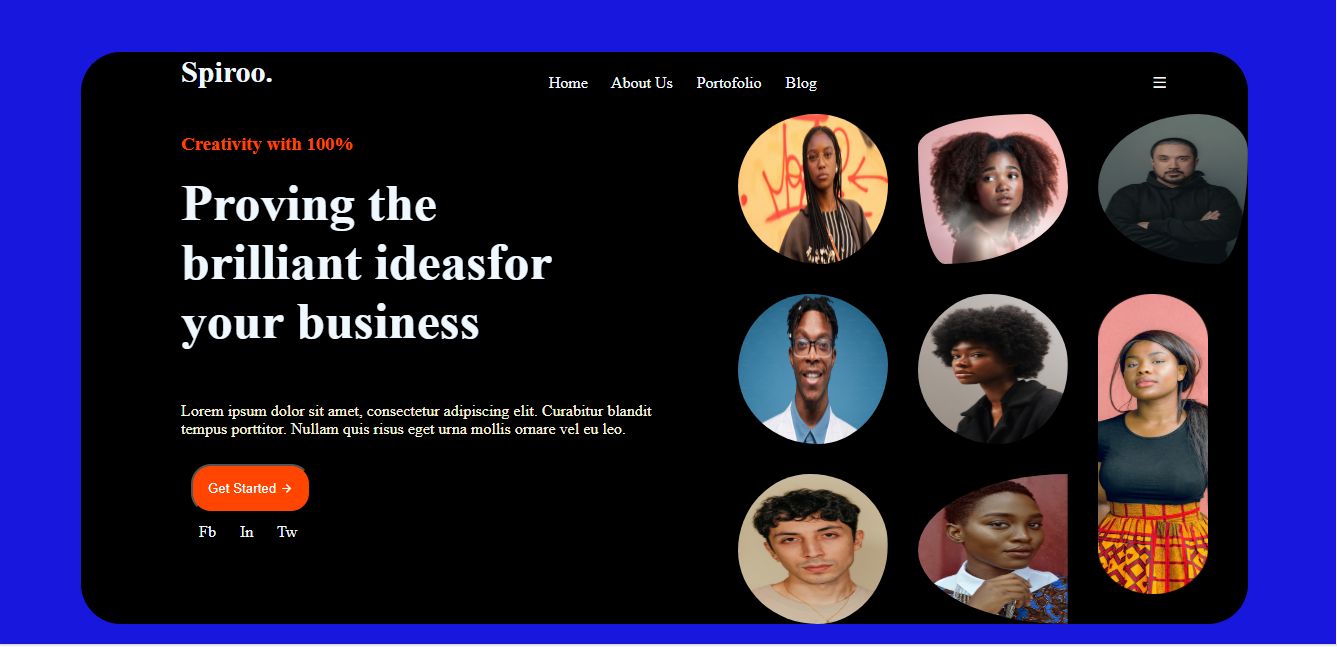 Spiroo.
Home About Us Portofolio Blog
Creativity with 100%
Proving the
brilliant ideasfor
your business
Lorem ipsum dolor sit amet, consectetur adipiscing elit. Curabitur blandit
tempus porttitor. Nullam quis risus eget urna mollis ornare vel eu leo.
Get Started →
Fb In Tw